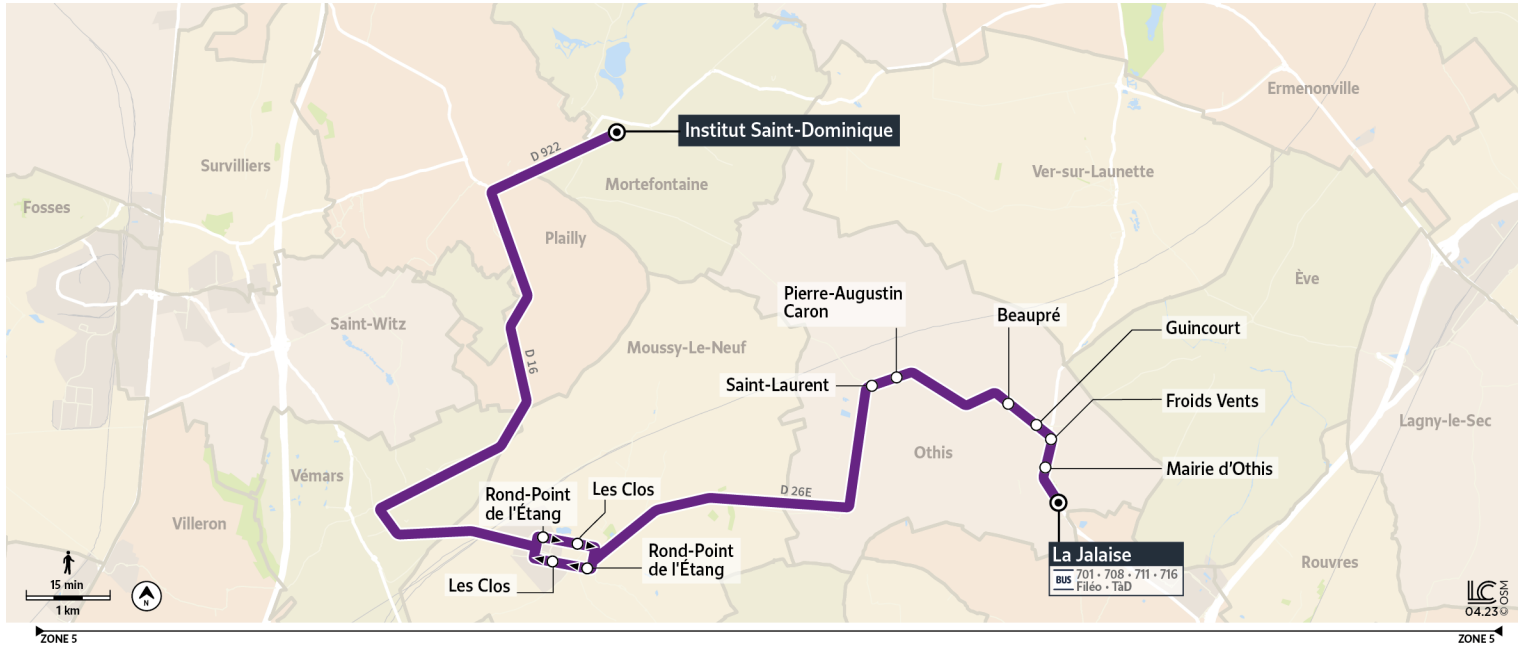 Ermenonville
Institut Saint-Dominique
D 922
Survilliers
Ver-sur-Launette
Mortefontaine
Fosses
Plailly
Ève
Pierre-Augustin
Caron
Beaupré
Saint-Witz
Guincourt
Moussy-Le-Neuf
D 16
Saint-Laurent
Froids Vents
Lagny-le-Sec
Othis
Mairie d'Othis
Vémars
Rond-Point
de l'Étang
Les Clos
D 26E
Villeron
La Jalaise
BUS
701 • 708 • 711 • 716
Filéo • TàD
Rond-Point
de l'Étang
Rouvres
Les Clos
15 min
1 km
N
LC
04.23 © OSM
ZONE 5
ZONE 5